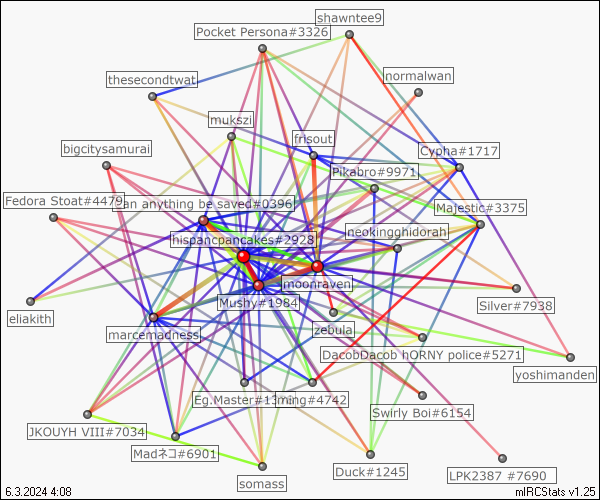 shawntee9
Pocket Persona#3326
normalwan
thesecondtwat
mukszi
frisout
bigcitysamurai
Cypha#1717
Pikabro#9971
Fedora Stoat#4479
an anything be saved#0396
Majestic#3375
hispancpancakes#2928
neokingghidorah
moonraven
Mushy#1984
Silver#7938
eliakith
marcemadness
zebula
DacobDacob
hORNY police#5271
yoshimanden
Eg.Master#13
ming#4742
Swirly Boi#6154
JKOUYH VIII#7034
Madネコ#6901
somass
Duck#1245
LPK2387 #7690
6.3.2024 4:08
mIRCStats v1.25